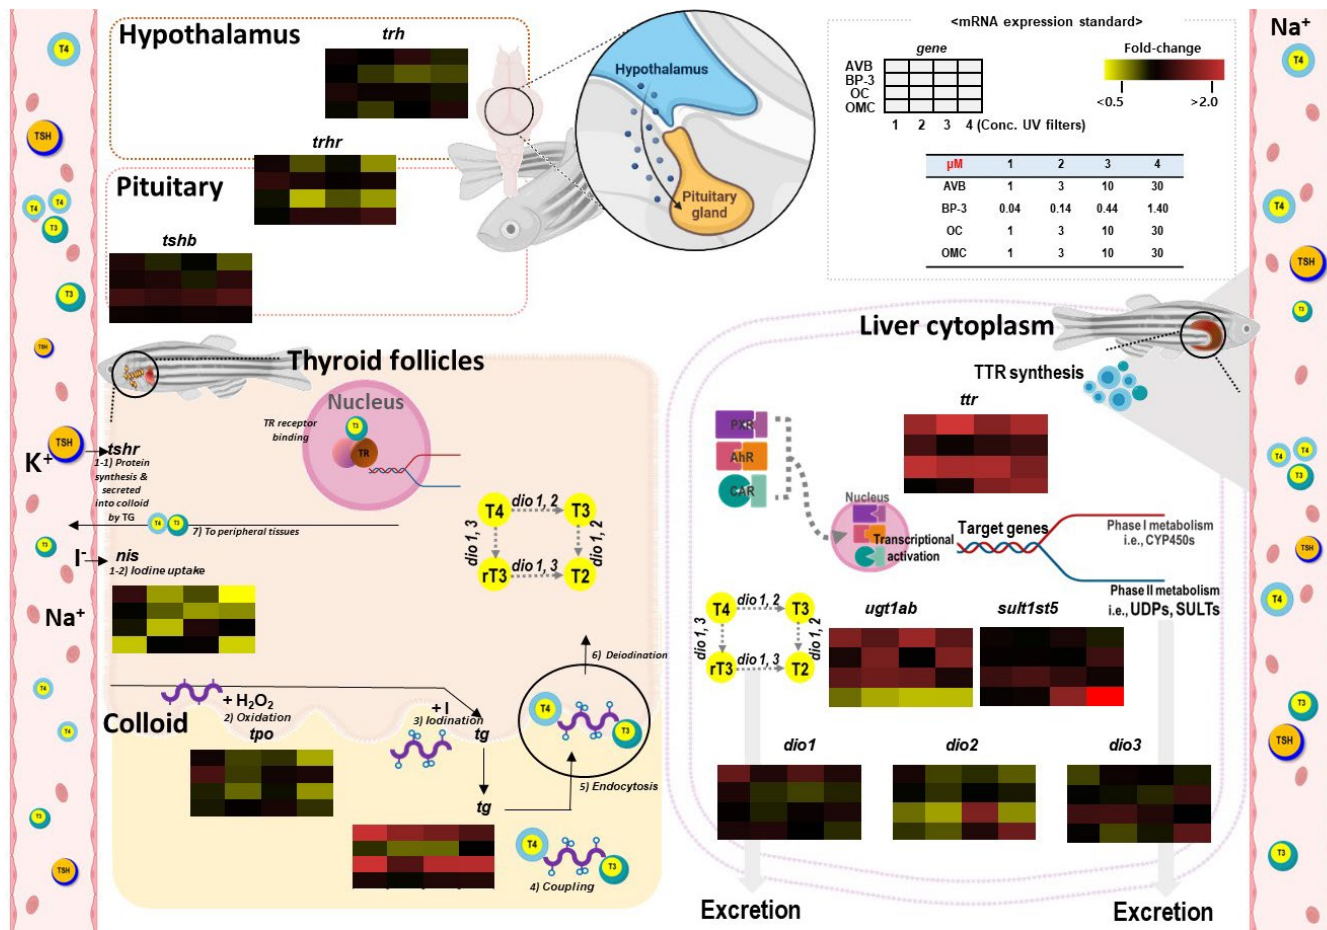 Hypothalamus
trh
trhr
Pituitary
tshb
Hypothalamus
Pituitary
gland
<mRNA expression standard>
gene
AVB
BP-3
OC
OMC
1 2 3 4 (Conc. UV filters)
Fold-change
<0.5 >2.0
μM 1 2 3 4
AVB 1 3 10 30
BP-3 0.04 0.14 0.44 1.40
OC 1 3 10 30
OMC 1 3 10 30
T4
TSH
T4
T4
T3
T3
TSH
TSH
K+
T3
I-
Na+
T4
T4
T3
TSH
Thyroid follicles
Nucleus
TR receptor
binding
T3
TR
tshr
1-1) Protein
synthesis &
secreted
into colloid
by TG
T4 T3
7) To peripheral tissues
nis
1-2) Iodine uptake
T4 dio 1, 2 T3
dio 1, 3
dio 1, 2
rT3 dio 1, 3 T2
6) Deiodination
+ H2O2
2) Oxidation
Colloid
tpo
+ I
3) Iodination
tg
tg
T4
T3
5) Endocytosis
T4
T3
4) Coupling
Liver cytoplasm
TTR synthesis
ttr
PXR
AhR
CAR
Nucleus
Transcriptional
activation
Target genes
Phase I metabolism
i.e., CYP450s
Phase II metabolism
i.e., UDPs, SULTs
T4 dio 1, 2 T3
dio 1, 3
dio 1, 2
rT3 dio 1, 3 T2
ugt1ab
sult1st5
dio1
dio2
dio3
Excretion
Excretion
Na+
T4
T4
TSH
T3
T4
T4
T3
TSH
T4
T3
TSH
T3